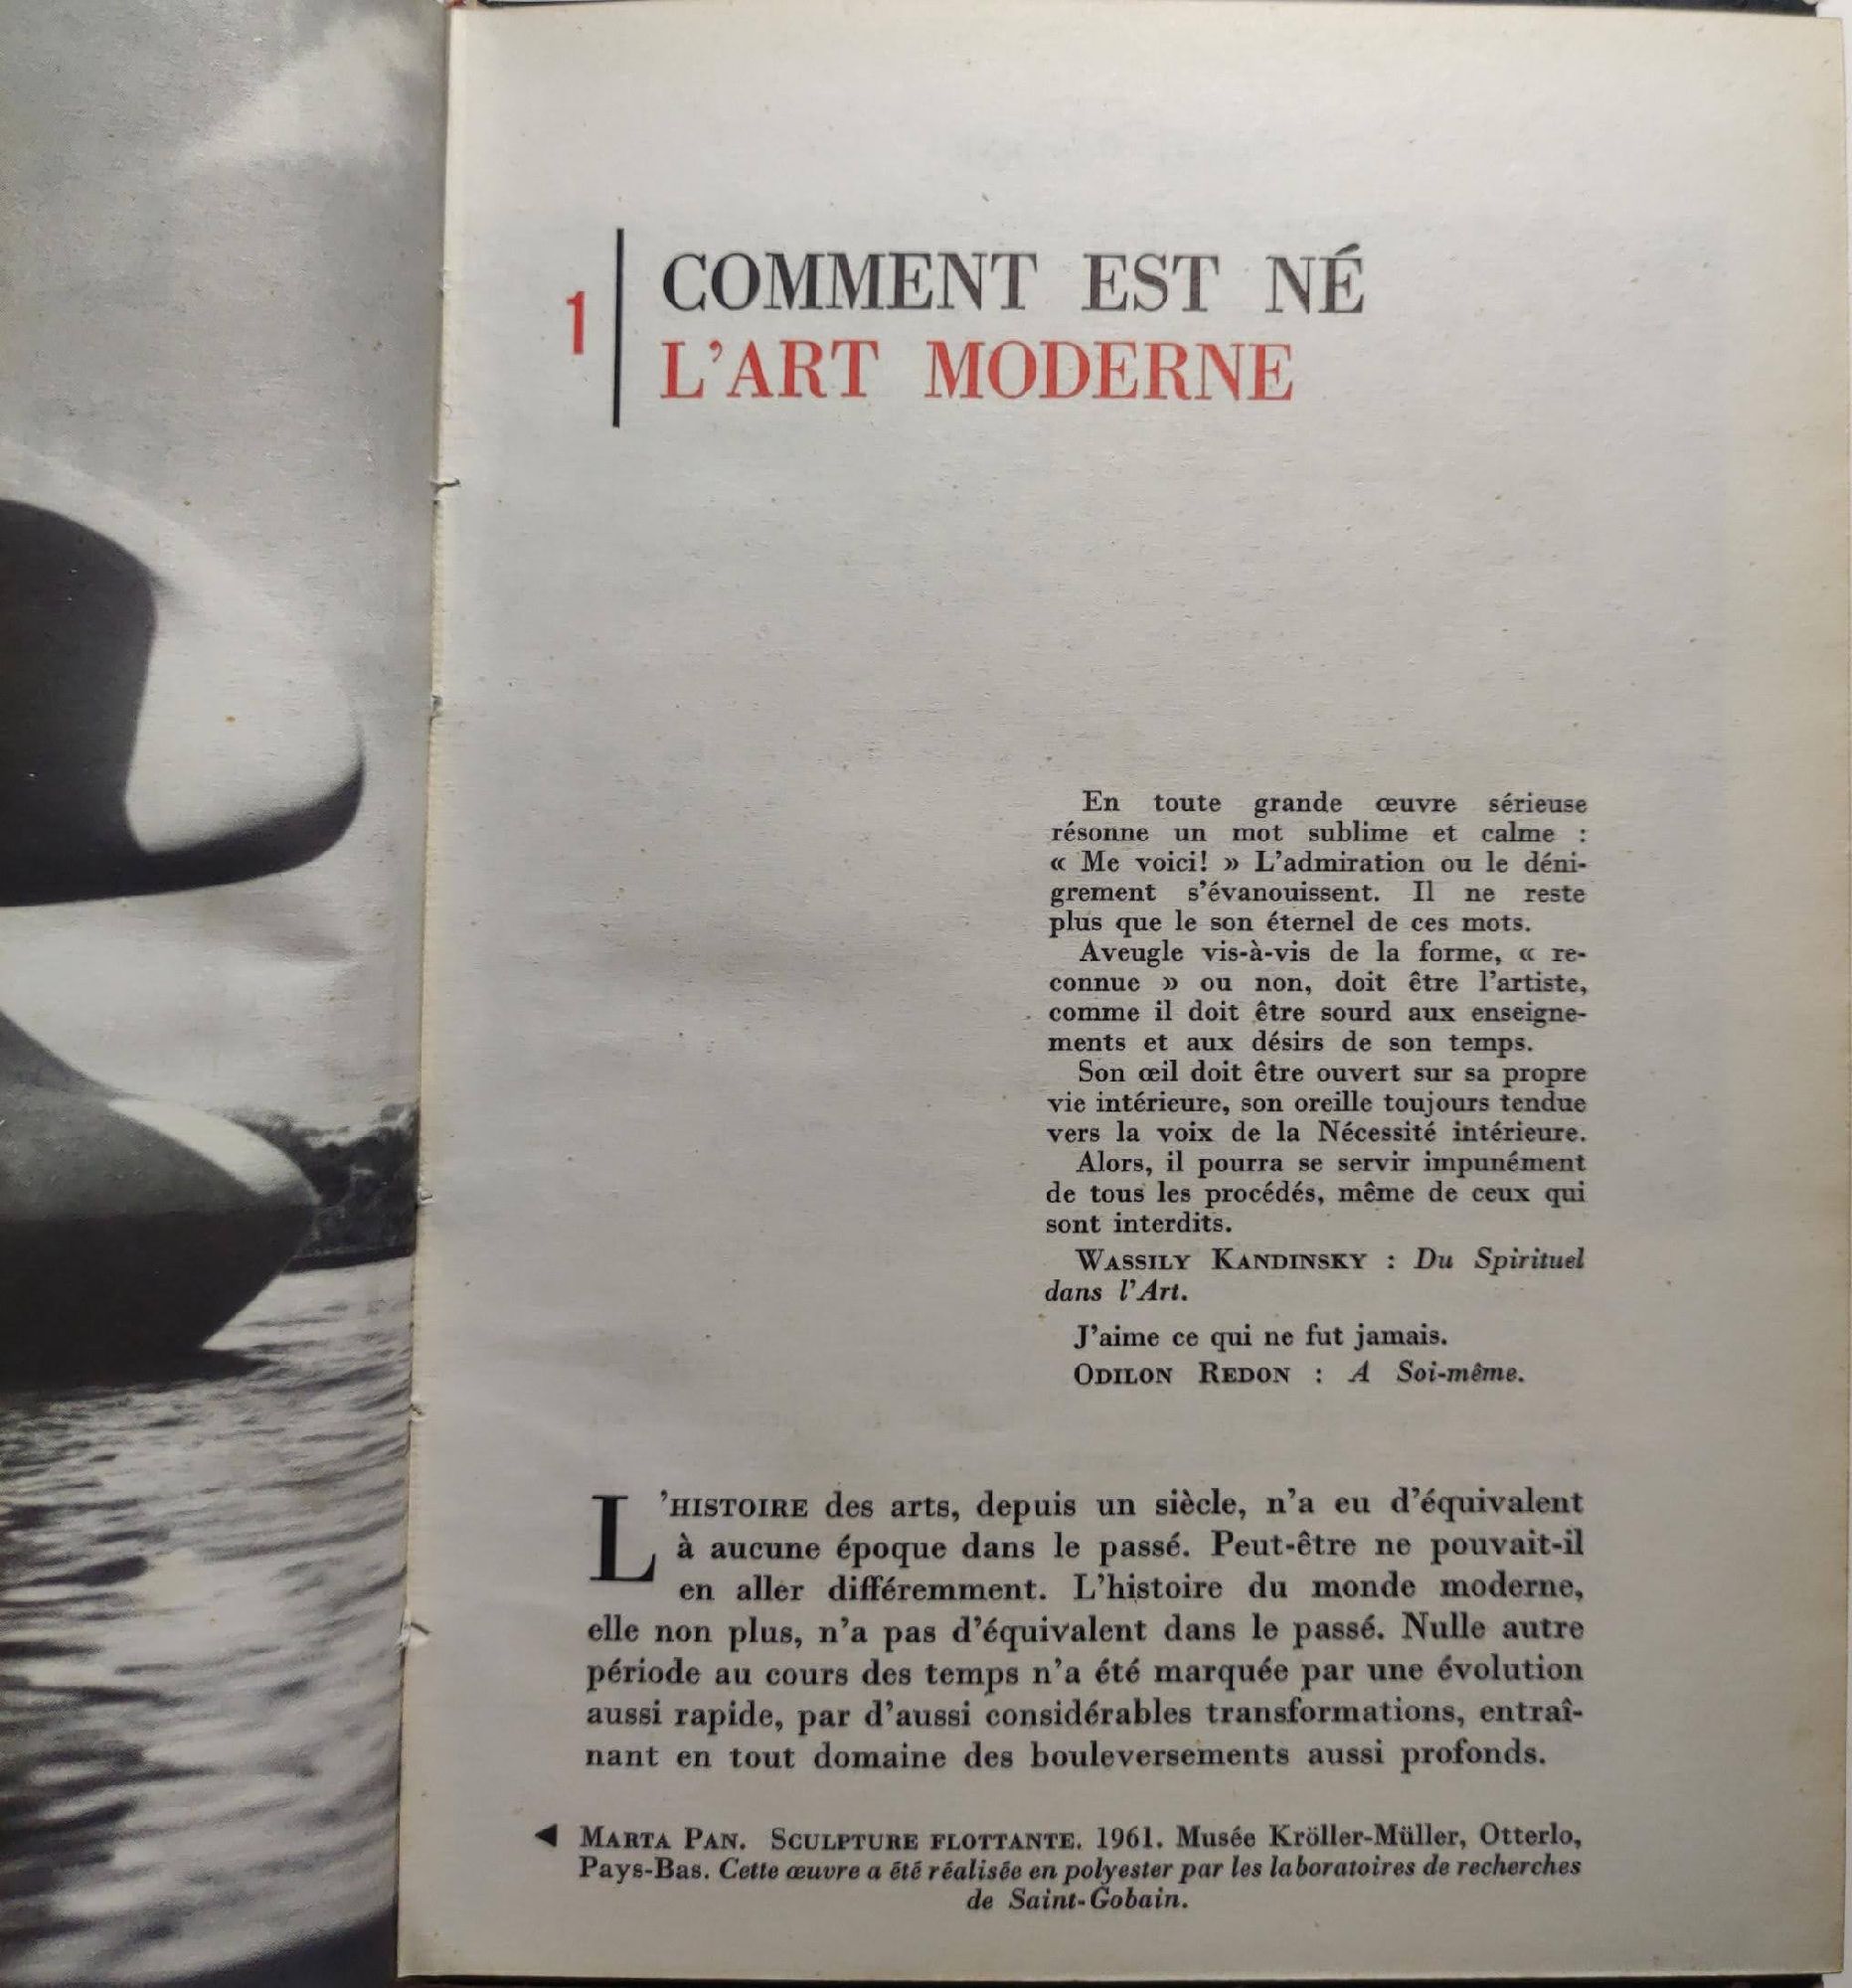 1
COMMENT EST NÉ
L'ART MODERNE
En toute grande œuvre sérieuse
résonne un mot sublime et calme :
« Me voici! » L'admiration ou le déni-
grement s'évanouissent. Il ne reste
plus que le son éternel de ces mots.
Aveugle vis-à-vis de la forme, « re-
connue » ou non, doit être l'artiste,
comme il doit être sourd aux enseigne-
ments et aux désirs de son temps.
Son œil doit être ouvert sur sa propre
vie intérieure, son oreille toujours tendue
vers la voix de la Nécessité intérieure.
Alors, il pourra se servir impunément
de tous les procédés, même de ceux qui
sont interdits.
WASSILY KANDINSKY : Du Spirituel
dans l'Art.
J'aime ce qui ne fut jamais.
ODILON REDON : A Soi-même.
L'HISTOIRE des arts, depuis un siècle, n'a eu d'équivalent
à aucune époque dans le passé. Peut-être ne pouvait-il
en aller différemment. L'histoire du monde moderne,
elle non plus, n'a pas d'équivalent dans le passé. Nulle autre
période au cours des temps n'a été marquée par une évolution
aussi rapide, par d'aussi considérables transformations, entraî-
nant en tout domaine des bouleversements aussi profonds.
◄ MARTA PAN. SCULPTURE FLOTTANTE. 1961. Musée Kröller-Müller, Otterlo,
Pays-Bas. Cette œuvre a été réalisée en polyester par les laboratoires de recherches
de Saint-Gobain.